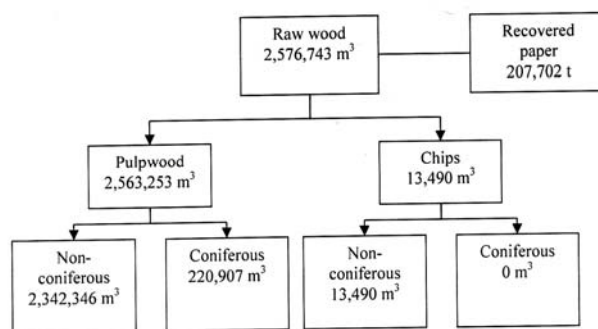 Raw wood
2,576,743 m³
Recovered
paper
207,702 t
Pulpwood
2,563,253 m³
Chips
13,490 m³
Non-
coniferous
2,342,346 m³
Coniferous
220,907 m³
Non-
coniferous
13,490 m³
Coniferous
0 m³